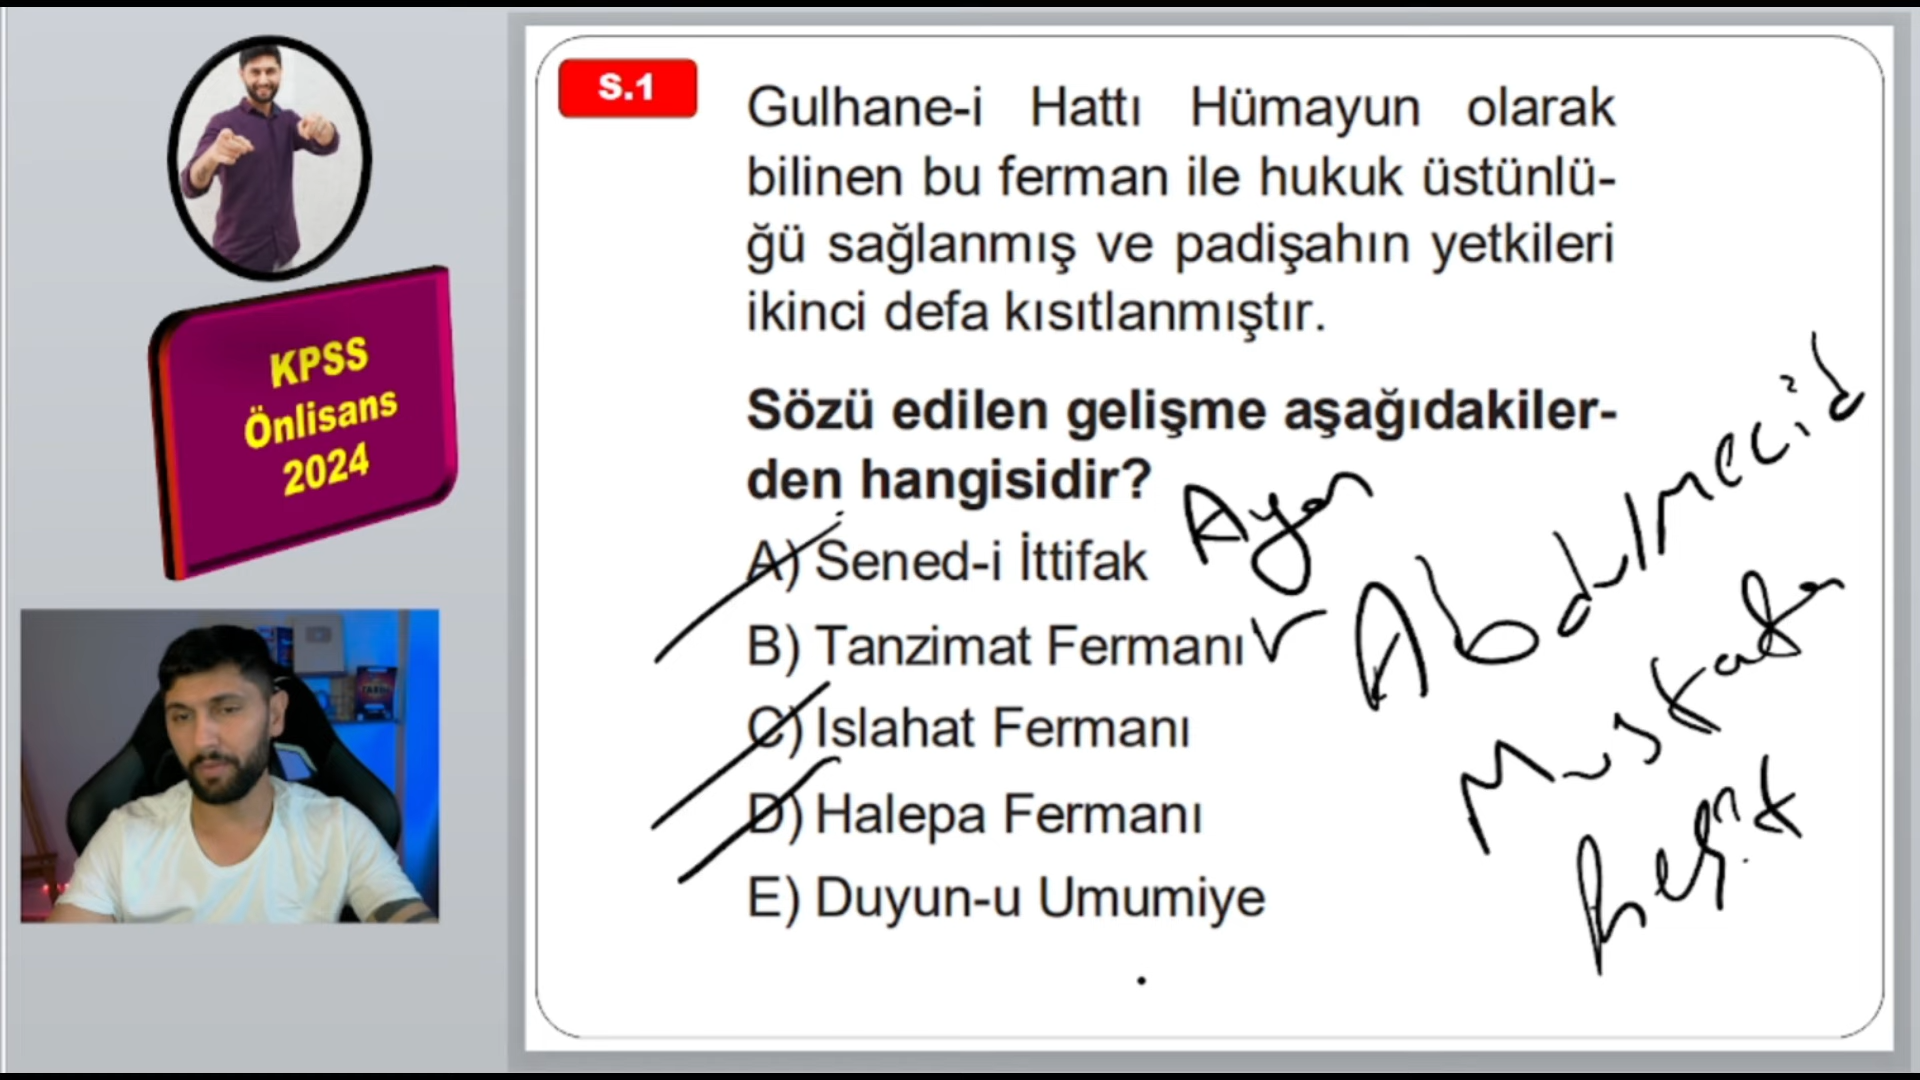 S.1
Gulhane-i Hattı Hümayun olarak
bilinen bu ferman ile hukuk üstünlü-
ğü sağlanmış ve padişahın yetkileri
ikinci defa kısıtlanmıştır.
Sözü edilen gelişme aşağıdakiler-
den hangisidir?
A) Sened-i İttifak
Ayan
B) Tanzimat Fermanı
Abdulmecid
C) Islahat Fermanı
Mustafa
D) Halepa Fermanı
Reşit
E) Duyun-u Umumiye
KPSS
Önlisans
2024